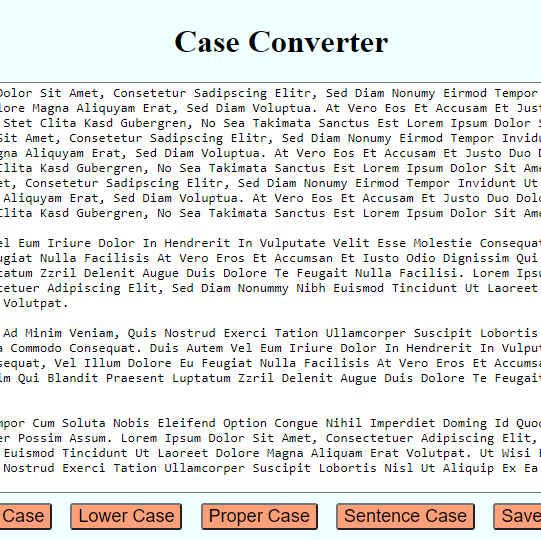 Case Converter
Dolor Sit Amet, Consetetur Sadipscing Elitr, Sed Diam Nonumy Eirmod Tempor
lore Magna Aliquyam Erat, Sed Diam Voluptua. At Vero Eos Et Accusam Et Just
Stet Clita Kasd Gubergren, No Sea Takimata Sanctus Est Lorem Ipsum Dolor S
Sit Amet, Consetetur Sadipscing Elitr, Sed Diam Nonumy Eirmod Tempor Invidu
gna Aliquyam Erat, Sed Diam Voluptua. At Vero Eos Et Accusam Et Justo Duo D
Clita Kasd Gubergren, No Sea Takimata Sanctus Est Lorem Ipsum Dolor Sit Ame
et, Consetetur Sadipscing Elitr, Sed Diam Nonumy Eirmod Tempor Invidunt Ut
Aliquyam Erat, Sed Diam Voluptua. At Vero Eos Et Accusam Et Justo Duo Dolo
Clita Kasd Gubergren, No Sea Takimata Sanctus Est Lorem Ipsum Dolor Sit Ame
el Eum Iriure Dolor In Hendrerit In Vulputate Velit Esse Molestie Consequat
ugiat Nulla Facilisis At Vero Eros Et Accumsan Et Iusto Odio Dignissim Qui
tatum Zzril Delenit Augue Duis Dolore Te Feugait Nulla Facilisi. Lorem Ipsu
tetuer Adipiscing Elit, Sed Diam Nonummy Nibh Euismod Tincidunt Ut Laoreet
Volutpat.
Ad Minim Veniam, Quis Nostrud Exerci Tation Ullamcorper Suscipit Lobortis
a Commodo Consequat. Duis Autem Vel Eum Iriure Dolor In Hendrerit In Vulput
sequat, Vel Illum Dolore Eu Feugiat Nulla Facilisis At Vero Eros Et Accumsa
im Qui Blandit Praesent Luptatum Zzril Delenit Augue Duis Dolore Te Feugait
mpor Cum Soluta Nobis Eleifend Option Congue Nihil Imperdiet Doming Id Quod
er Possim Assum. Lorem Ipsum Dolor Sit Amet, Consectetuer Adipiscing Elit,
Euismod Tincidunt Ut Laoreet Dolore Magna Aliquam Erat Volutpat. Ut Wisi E
Nostrud Exerci Tation Ullamcorper Suscipit Lobortis Nisl Ut Aliquip Ex Ea
Case Lower Case Proper Case Sentence Case Save